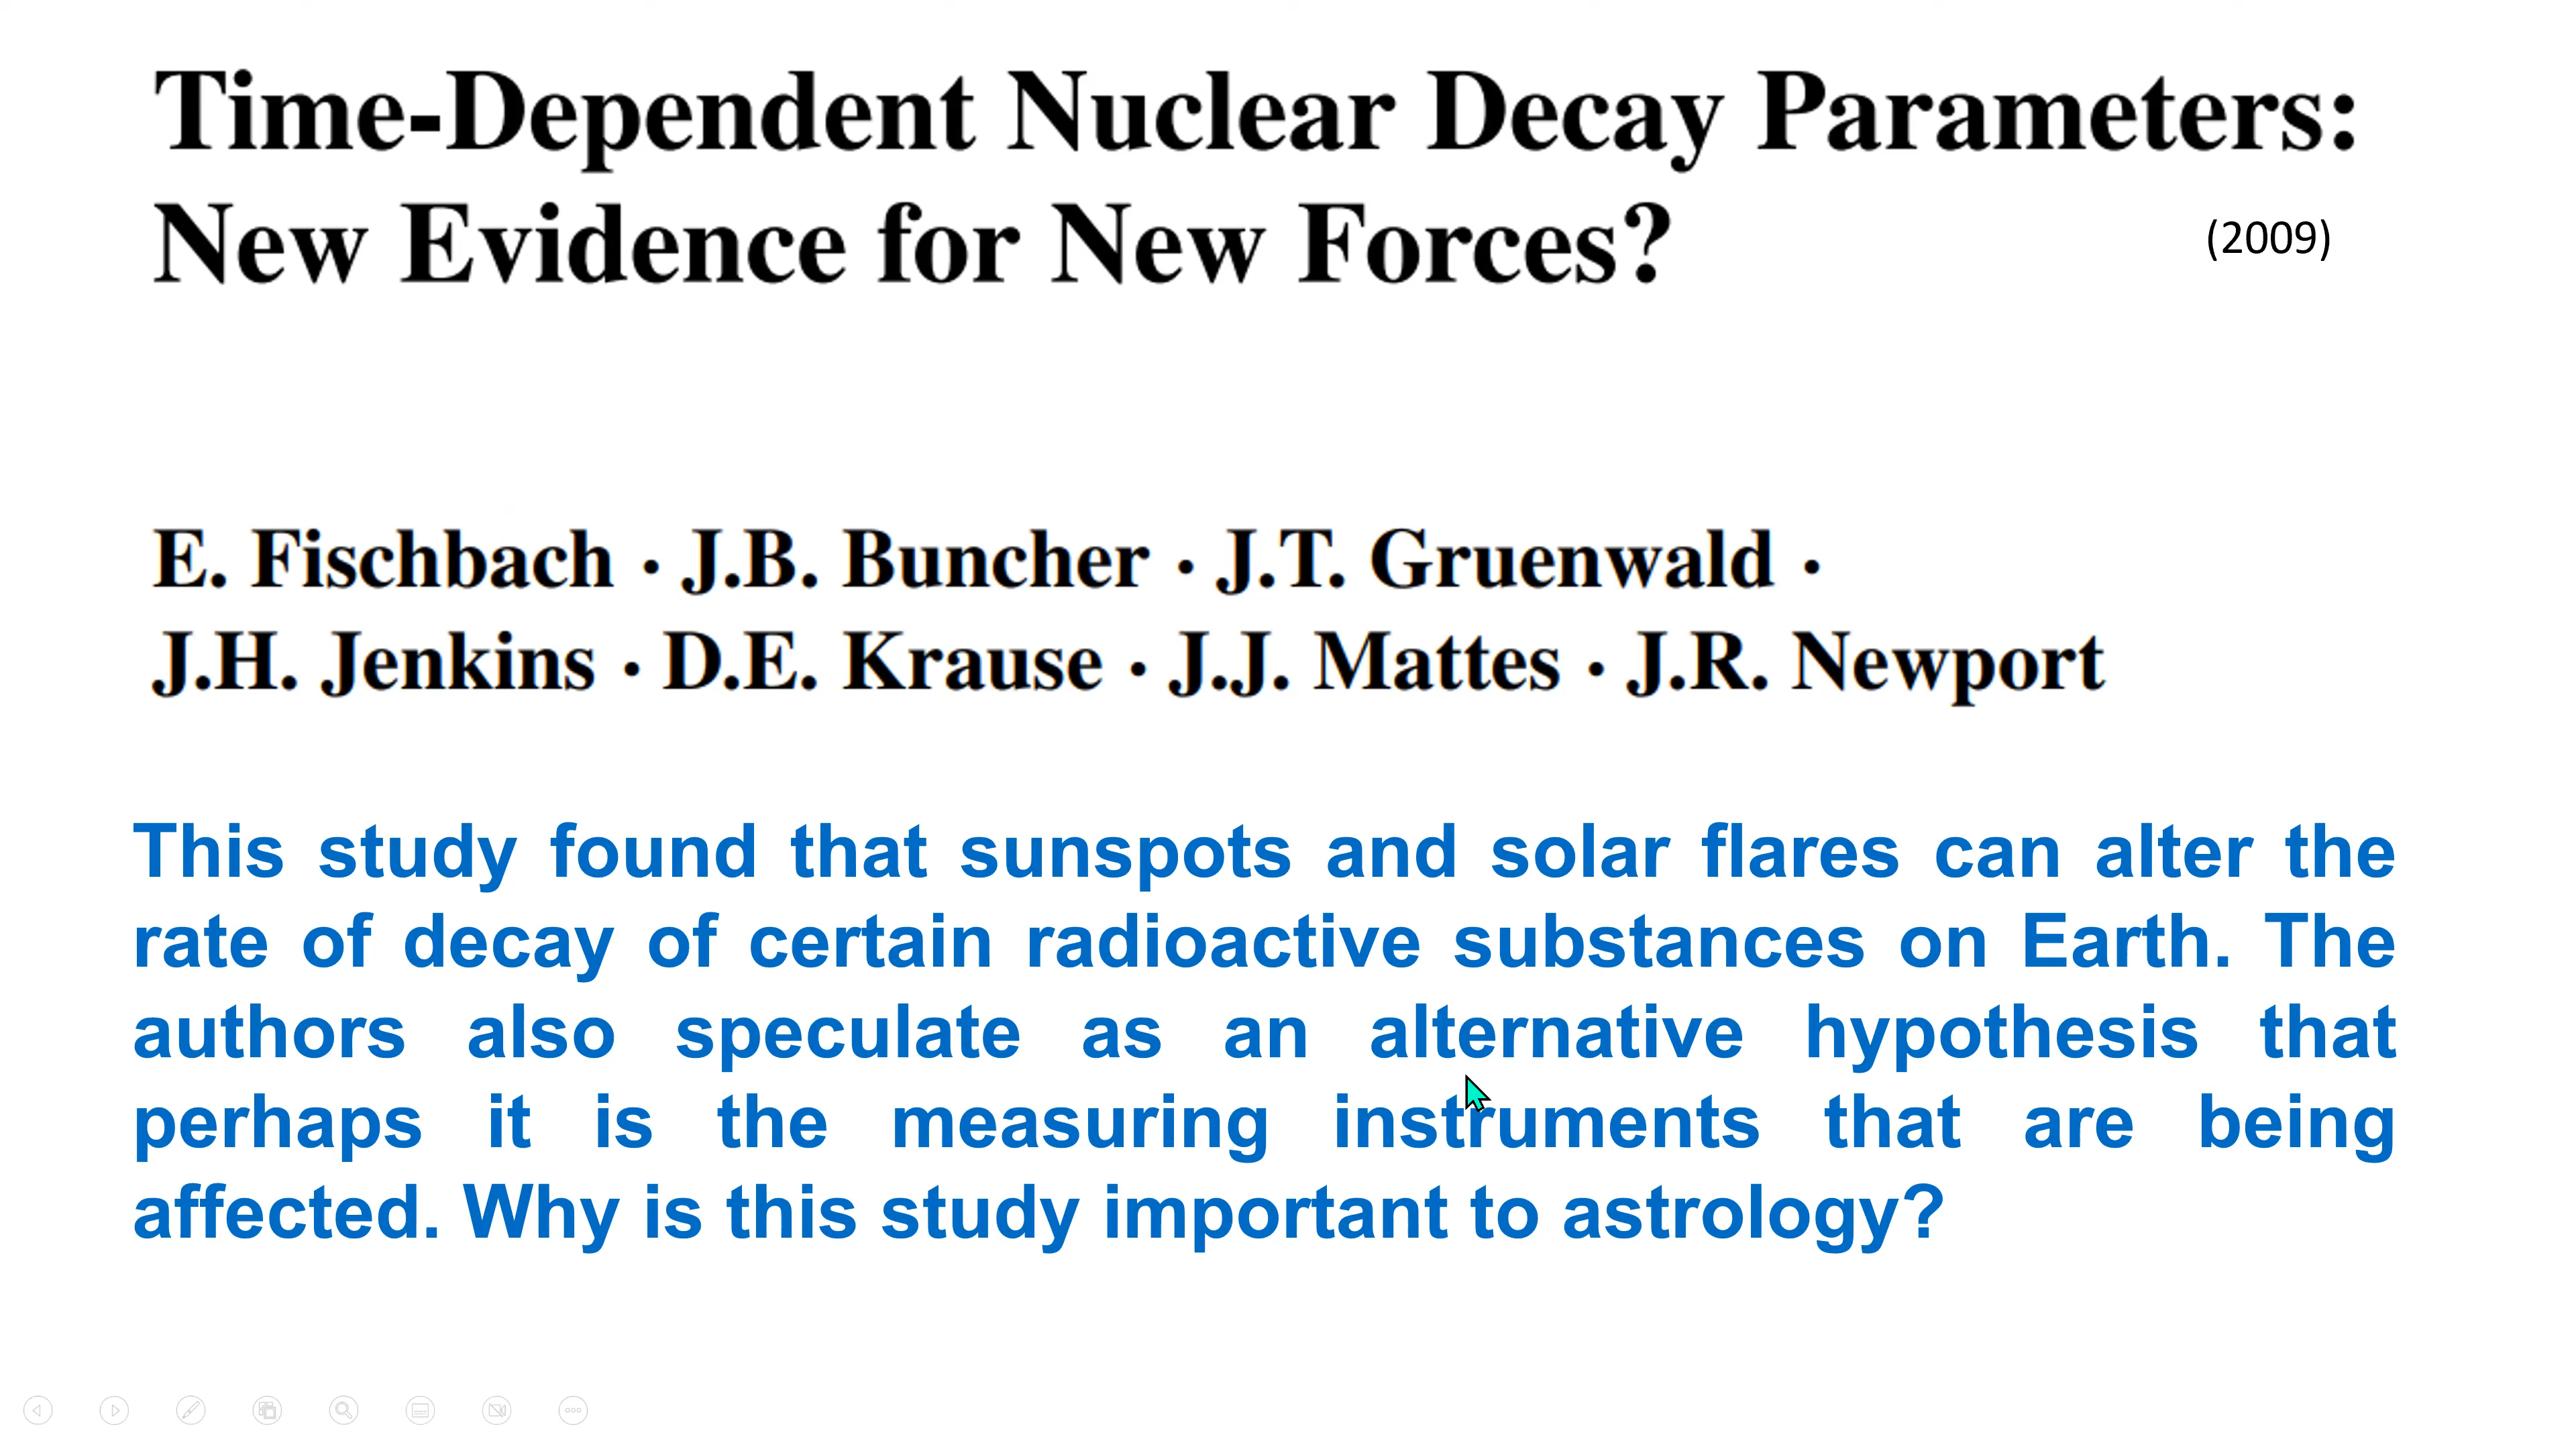 Time-Dependent Nuclear Decay Parameters:
New Evidence for New Forces?
(2009)
E. Fischbach · J.B. Buncher · J.T. Gruenwald ·
J.H. Jenkins · D.E. Krause · J.J. Mattes · J.R. Newport
This study found that sunspots and solar flares can alter the
rate of decay of certain radioactive substances on Earth. The
authors also speculate as an alternative hypothesis that
perhaps it is the measuring instruments that are being
affected. Why is this study important to astrology?